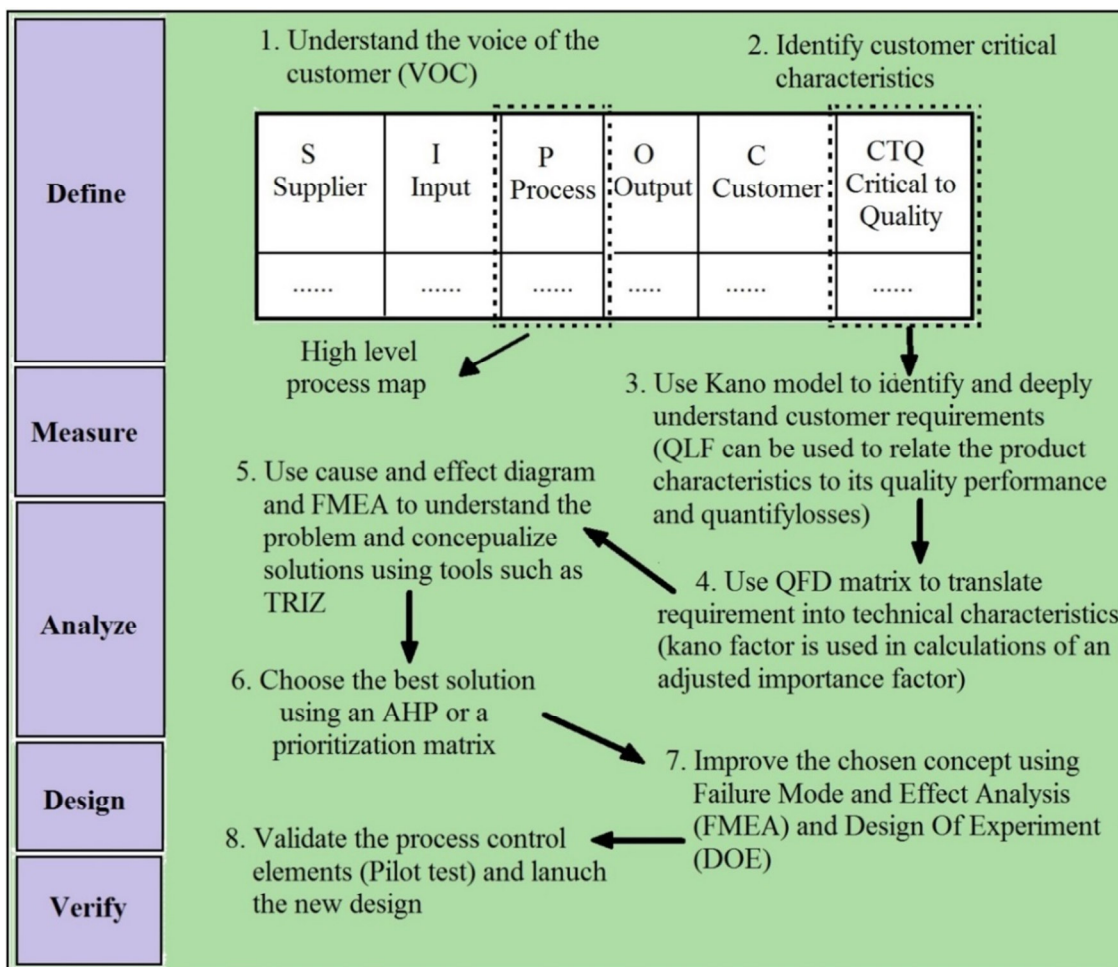 Define
1. Understand the voice of the
customer (VOC)
2. Identify customer critical
characteristics
S
Supplier
I
Input
P
Process
O
Output
C
Customer
CTQ
Critical to
Quality
......
......
......
.....
......
......
High level
process map
Measure
3. Use Kano model to identify and deeply
understand customer requirements
(QLF can be used to relate the product
characteristics to its quality performance
and quantifylosses)
Analyze
4. Use QFD matrix to translate
requirement into technical characteristics
(kano factor is used in calculations of an
adjusted importance factor)
5. Use cause and effect diagram
and FMEA to understand the
problem and concepualize
solutions using tools such as
TRIZ
6. Choose the best solution
using an AHP or a
prioritization matrix
Design
7. Improve the chosen concept using
Failure Mode and Effect Analysis
(FMEA) and Design Of Experiment
(DOE)
Verify
8. Validate the process control
elements (Pilot test) and lanuch
the new design